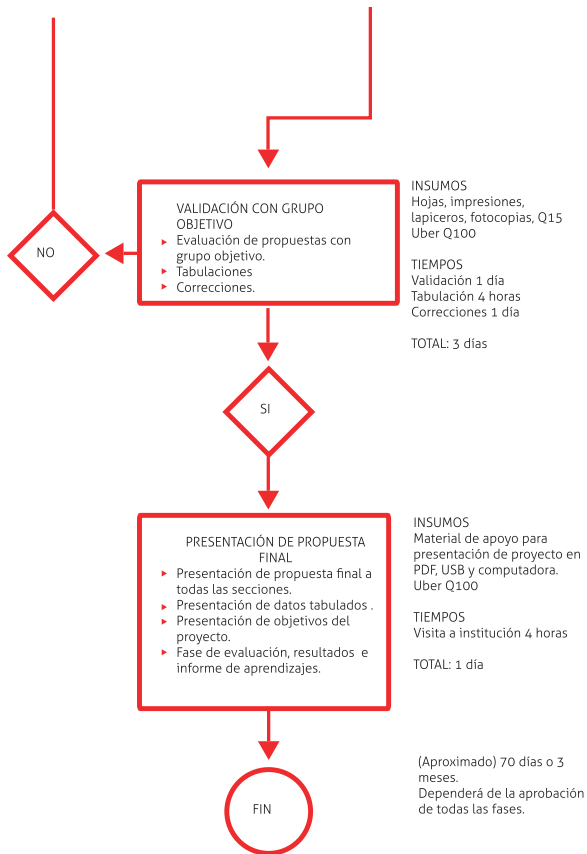 NO
VALIDACIÓN CON GRUPO
OBJETIVO
Evaluación de propuestas con
grupo objetivo.
Tabulaciones
Correcciones.
INSUMOS
Hojas, impresiones,
lapiceros, fotocopias, Q15
Uber Q100
TIEMPOS
Validación 1 día
Tabulación 4 horas
Correcciones 1 día
TOTAL: 3 días
SI
PRESENTACIÓN DE PROPUESTA
FINAL
Presentación de propuesta final a
todas las secciones.
Presentación de datos tabulados .
Presentación de objetivos del
proyecto.
Fase de evaluación, resultados e
informe de aprendizajes.
INSUMOS
Material de apoyo para
presentación de proyecto en
PDF, USB y computadora.
Uber Q100
TIEMPOS
Visita a institución 4 horas
TOTAL: 1 día
FIN
(Aproximado) 70 días o 3
meses.
Dependerá de la aprobación
de todas las fases.